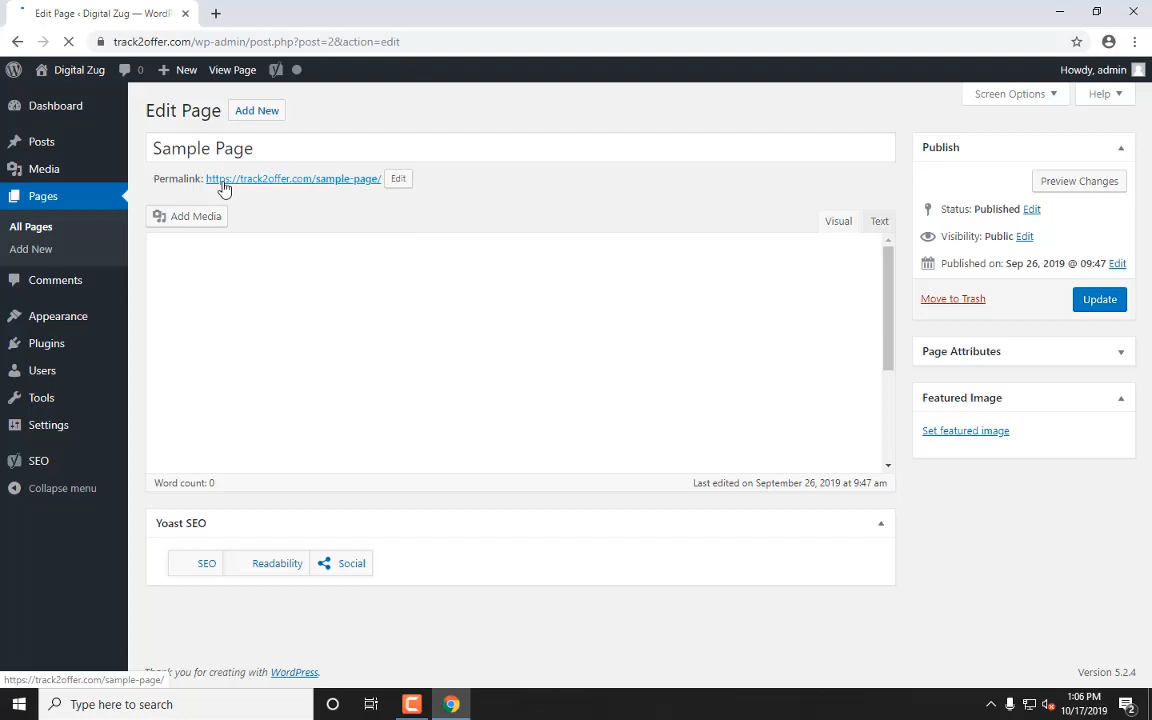 Edit Page ‹ Digital Zug — WordP
track2offer.com/wp-admin/post.php?post=2&action=edit
Digital Zug 0 New View Page Howdy, admin
Screen Options Help
Dashboard
Posts
Media
Pages
All Pages
Add New
Comments
Appearance
Plugins
Users
Tools
Settings
SEO
Collapse menu
Edit Page Add New
Sample Page
Permalink: https://track2offer.com/sample-page/ Edit
Add Media
Visual Text
Word count: 0 Last edited on September 26, 2019 at 9:47 am
Yoast SEO
SEO Readability Social
Publish
Preview Changes
Status: Published Edit
Visibility: Public Edit
Published on: Sep 26, 2019 @ 09:47 Edit
Move to Trash Update
Page Attributes
Featured Image
Set featured image
Thank you for creating with WordPress. Version 5.2.4
https://track2offer.com/sample-page/
Type here to search
1:06 PM
10/17/2019
2